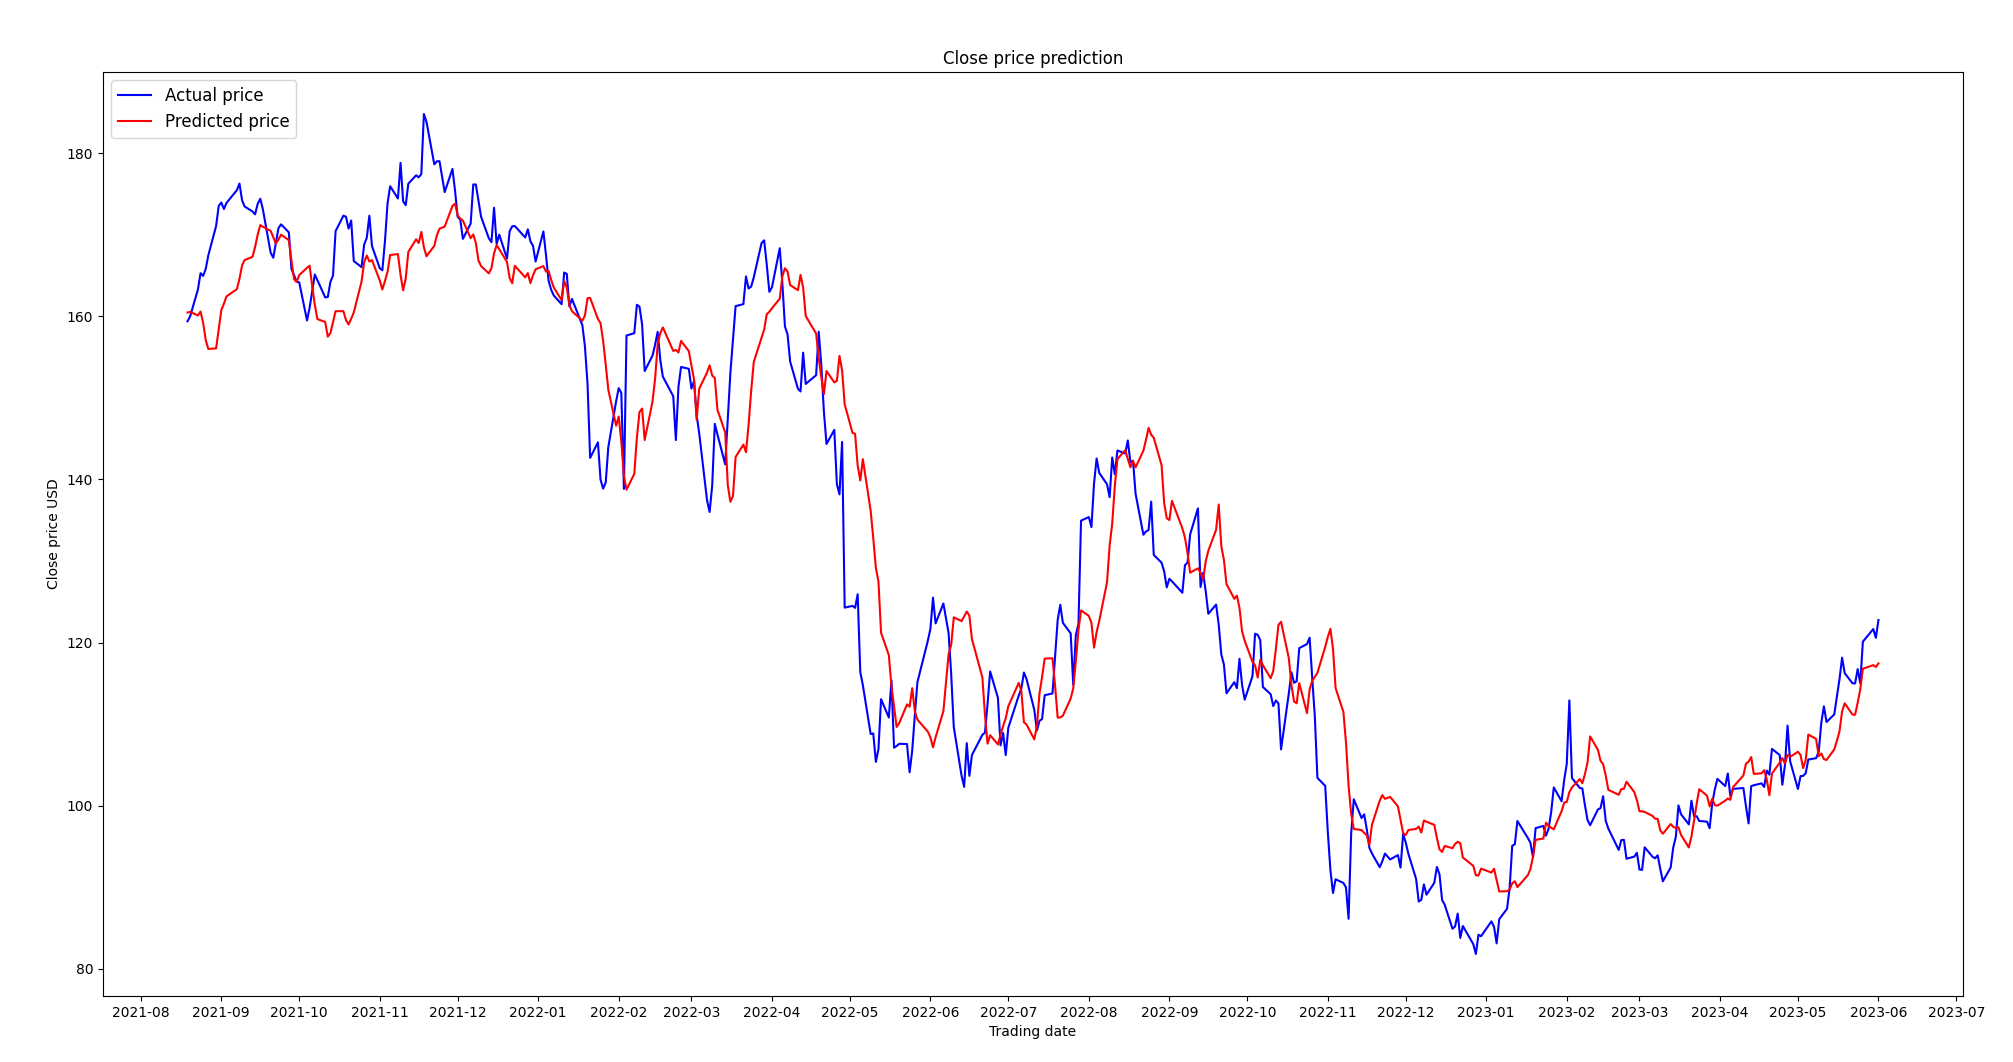 Close price prediction
Actual price
Predicted price
Close price USD
180
160
140
120
100
80
2021-08 2021-09 2021-10 2021-11 2021-12 2022-01 2022-02 2022-03 2022-04 2022-05 2022-06 2022-07 2022-08 2022-09 2022-10 2022-11 2022-12 2023-01 2023-02 2023-03 2023-04 2023-05 2023-06 2023-07
Trading date